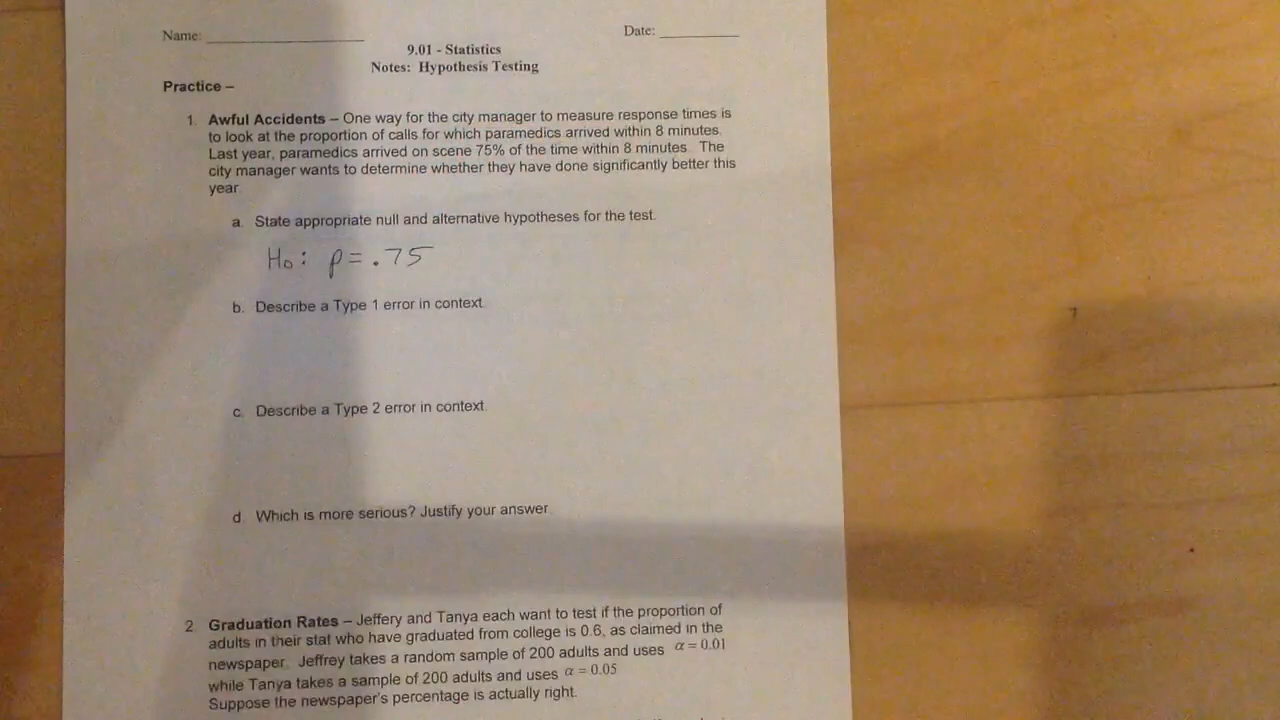 Name: ____________________ Date: __________
9.01 - Statistics
Notes: Hypothesis Testing
Practice –
1. Awful Accidents – One way for the city manager to measure response times is
to look at the proportion of calls for which paramedics arrived within 8 minutes.
Last year, paramedics arrived on scene 75% of the time within 8 minutes. The
city manager wants to determine whether they have done significantly better this
year.
a. State appropriate null and alternative hypotheses for the test.
H₀: p = .75
b. Describe a Type 1 error in context.
c. Describe a Type 2 error in context.
d. Which is more serious? Justify your answer.
2. Graduation Rates – Jeffery and Tanya each want to test if the proportion of
adults in their stat who have graduated from college is 0.6, as claimed in the
newspaper. Jeffrey takes a random sample of 200 adults and uses α = 0.01
while Tanya takes a sample of 200 adults and uses α = 0.05
Suppose the newspaper's percentage is actually right.